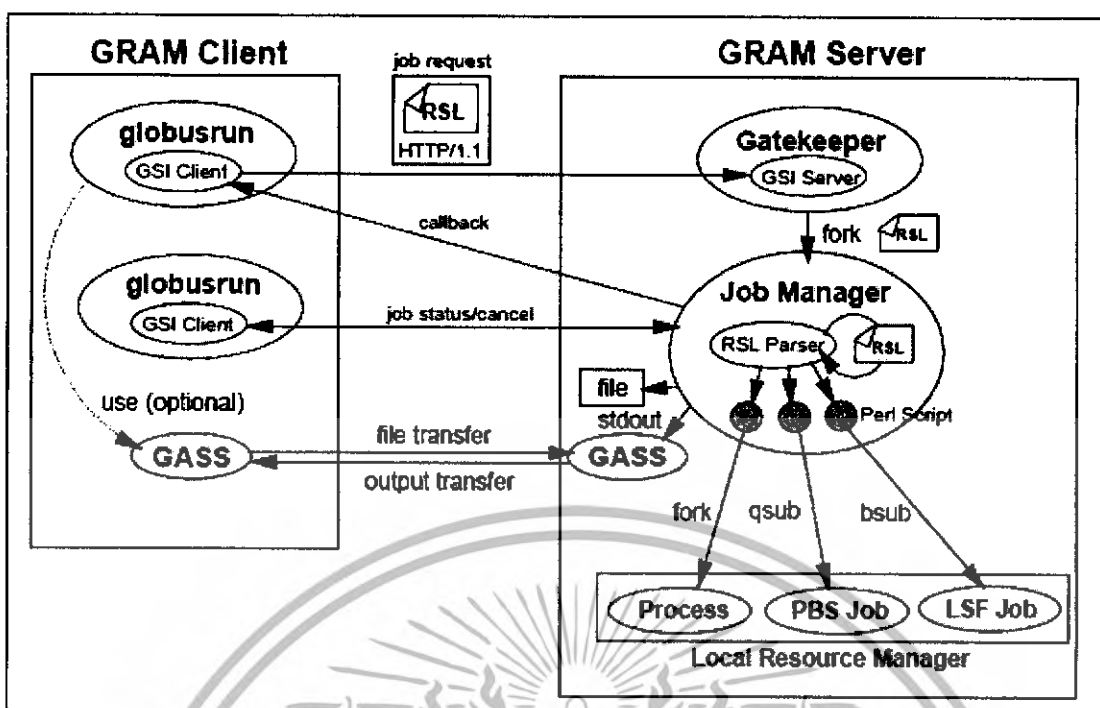 GRAM Client
job request
RSL
HTTP/1.1
GRAM Server
globusrun
GSI Client
Gatekeeper
GSI Server
callback
fork
RSL
globusrun
GSI Client
job status/cancel
Job Manager
RSL Parser
RSL
file
stdout
Perl Script
use (optional)
GASS
file transfer
output transfer
GASS
fork
qsub
bsub
Process
PBS Job
LSF Job
Local Resource Manager